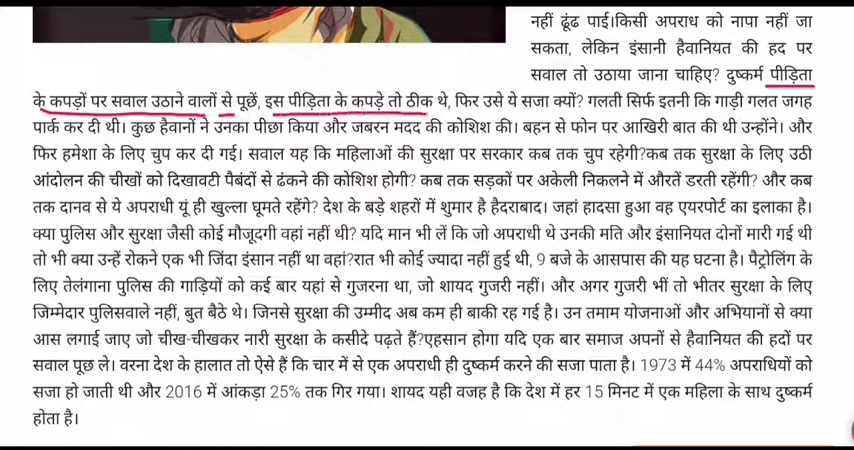 नहीं ढूंढ पाई।किसी अपराध को नापा नहीं जा
सकता, लेकिन इंसानी हैवानियत की हद पर
सवाल तो उठाया जाना चाहिए? दुष्कर्म पीड़िता
के कपड़ों पर सवाल उठाने वालों से पूछें, इस पीड़िता के कपड़े तो ठीक थे, फिर उसे ये सजा क्यों? गलती सिर्फ इतनी कि गाड़ी गलत जगह
पार्क कर दी थी। कुछ हैवानों ने उनका पीछा किया और जबरन मदद की कोशिश की। बहन से फोन पर आखिरी बात की थी उन्होंने। और
फिर हमेशा के लिए चुप कर दी गई। सवाल यह कि महिलाओं की सुरक्षा पर सरकार कब तक चुप रहेगी?कब तक सुरक्षा के लिए उठी
आंदोलन की चीखों को दिखावटी पैबंदों से ढंकने की कोशिश होगी? कब तक सड़कों पर अकेली निकलने में औरतें डरती रहेंगी? और कब
तक दानव से ये अपराधी यूं ही खुल्ला घूमते रहेंगे? देश के बड़े शहरों में शुमार है हैदराबाद। जहां हादसा हुआ वह एयरपोर्ट का इलाका है।
क्या पुलिस और सुरक्षा जैसी कोई मौजूदगी वहां नहीं थी? यदि मान भी लें कि जो अपराधी थे उनकी मति और इंसानियत दोनों मारी गई थी
तो भी क्या उन्हें रोकने एक भी जिंदा इंसान नहीं था वहां?रात भी कोई ज्यादा नहीं हुई थी, 9 बजे के आसपास की यह घटना है। पैट्रोलिंग के
लिए तेलंगाना पुलिस की गाड़ियों को कई बार यहां से गुजरना था, जो शायद गुजरी नहीं। और अगर गुजरी भीं तो भीतर सुरक्षा के लिए
जिम्मेदार पुलिसवाले नहीं, बुत बैठे थे। जिनसे सुरक्षा की उम्मीद अब कम ही बाकी रह गई है। उन तमाम योजनाओं और अभियानों से क्या
आस लगाई जाए जो चीख-चीखकर नारी सुरक्षा के कसीदे पढ़ते हैं?एहसान होगा यदि एक बार समाज अपनों से हैवानियत की हदों पर
सवाल पूछ ले। वरना देश के हालात तो ऐसे हैं कि चार में से एक अपराधी ही दुष्कर्म करने की सजा पाता है। 1973 में 44% अपराधियों को
सजा हो जाती थी और 2016 में आंकड़ा 25% तक गिर गया। शायद यही वजह है कि देश में हर 15 मिनट में एक महिला के साथ दुष्कर्म
होता है।